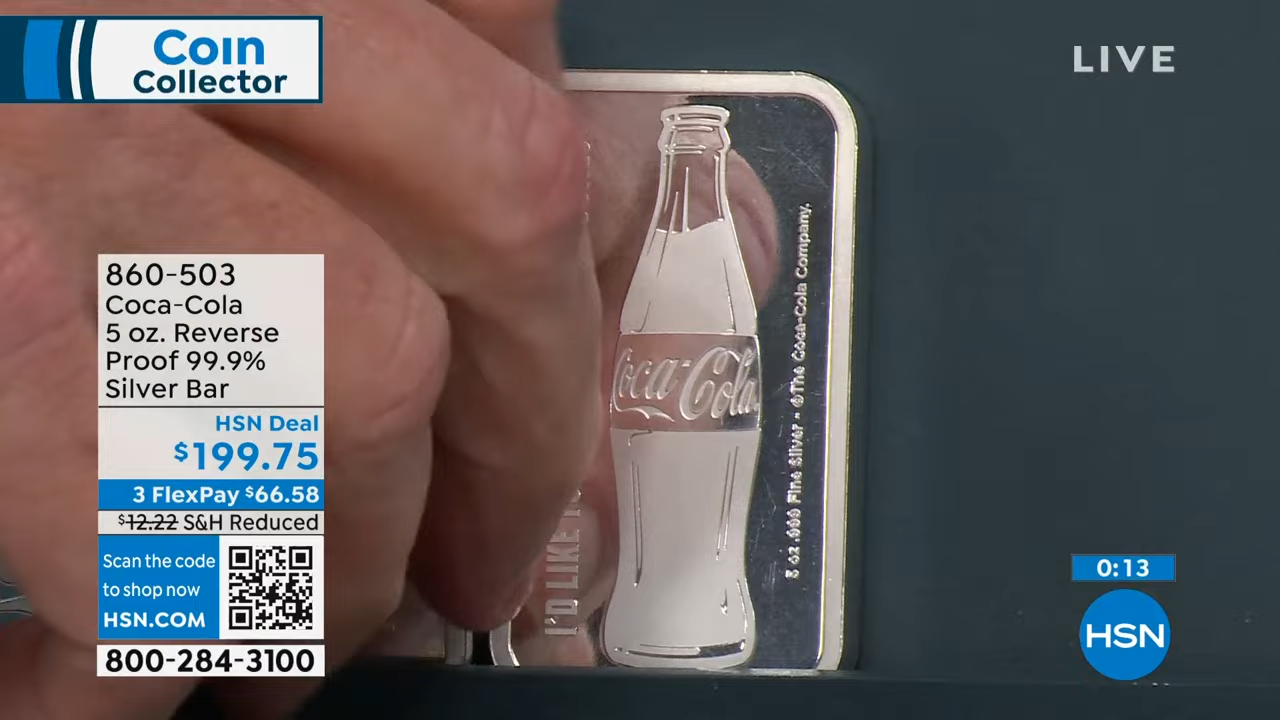 Coin
Collector
LIVE
860-503
Coca-Cola
5 oz. Reverse
Proof 99.9%
Silver Bar
HSN Deal
$199.75
3 FlexPay $66.58
$12.22 S&H Reduced
Scan the code
to shop now
HSN.COM
800-284-3100
Coca-Cola
5 oz .999 Fine Silver - ©The Coca-Cola Company.
I'D LIKE
0:13
HSN